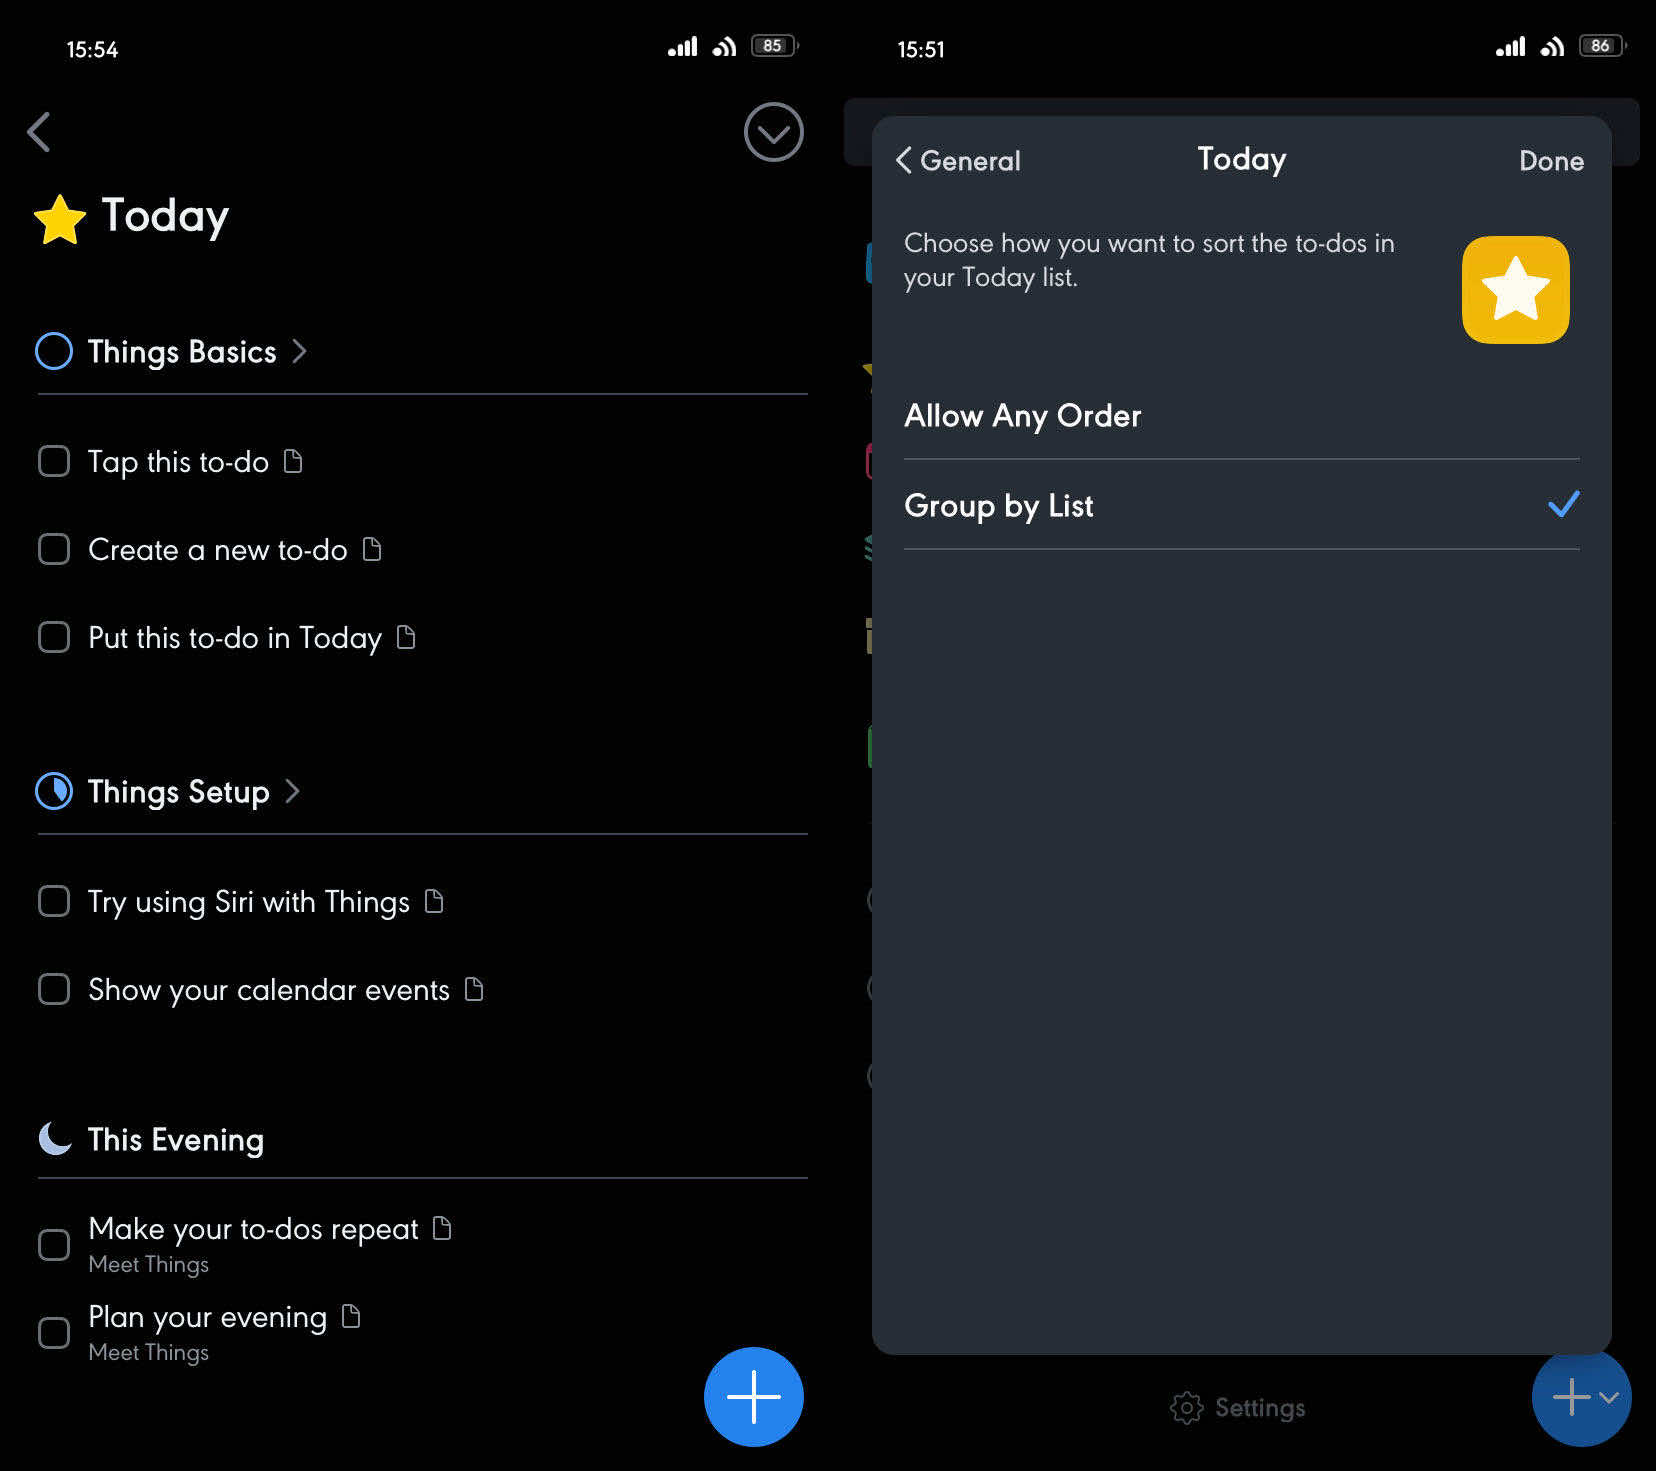 15:54
85
Today
Things Basics
Tap this to-do
Create a new to-do
Put this to-do in Today
Things Setup
Try using Siri with Things
Show your calendar events
This Evening
Make your to-dos repeat
Meet Things
Plan your evening
Meet Things
15:51
86
General
Today
Done
Choose how you want to sort the to-dos in
your Today list.
Allow Any Order
Group by List
Settings